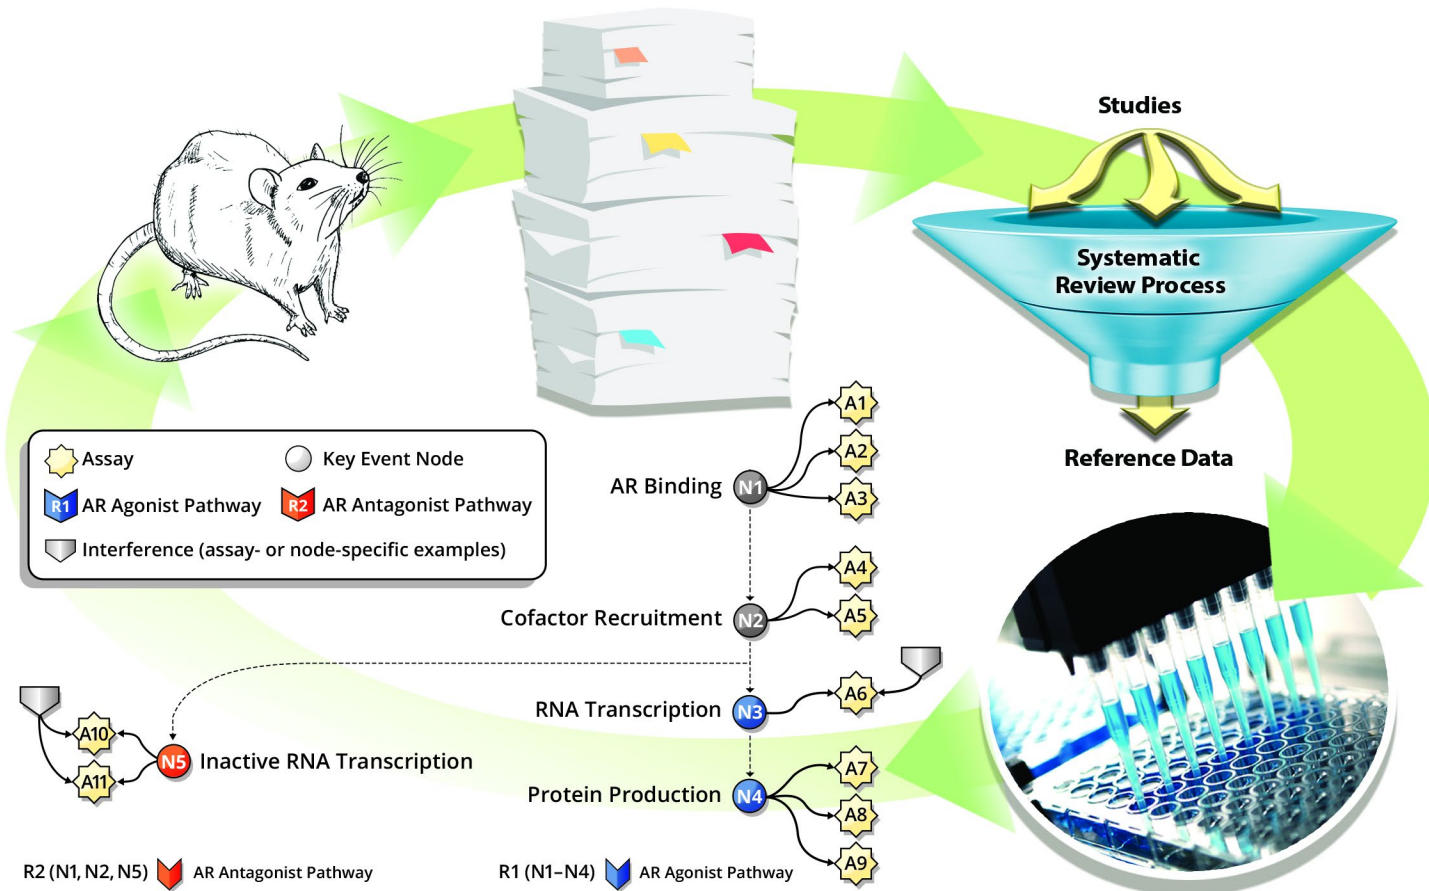 Studies
Systematic
Review Process
Reference Data
Assay
Key Event Node
R1 AR Agonist Pathway
R2 AR Antagonist Pathway
Interference (assay- or node-specific examples)
AR Binding
N1
A1
A2
A3
Cofactor Recruitment
N2
A4
A5
RNA Transcription
N3
A6
A10
A11
N5
Inactive RNA Transcription
Protein Production
N4
A7
A8
A9
R2 (N1, N2, N5) AR Antagonist Pathway
R1 (N1–N4) AR Agonist Pathway